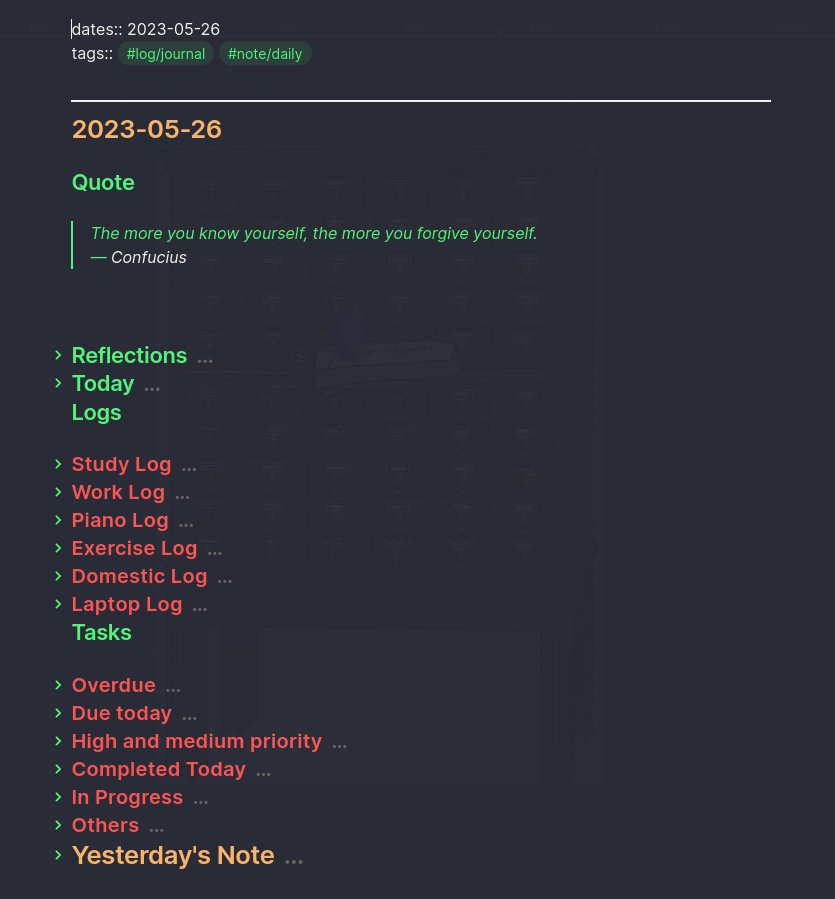 dates:: 2023-05-26
tags:: #log/journal #note/daily
2023-05-26
Quote
The more you know yourself, the more you forgive yourself.
— Confucius
Reflections ...
Today ...
Logs
Study Log ...
Work Log ...
Piano Log ...
Exercise Log ...
Domestic Log ...
Laptop Log ...
Tasks
Overdue ...
Due today ...
High and medium priority ...
Completed Today ...
In Progress ...
Others ...
Yesterday's Note ...